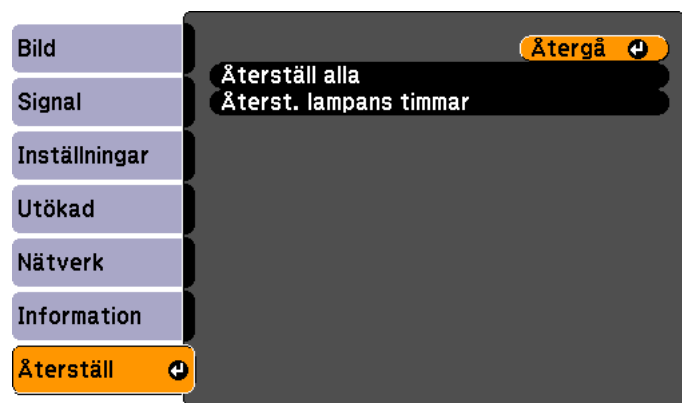 Bild
Signal
Inställningar
Utökad
Nätverk
Information
Återställ
Återgå
Återställ alla
Återst. lampans timmar